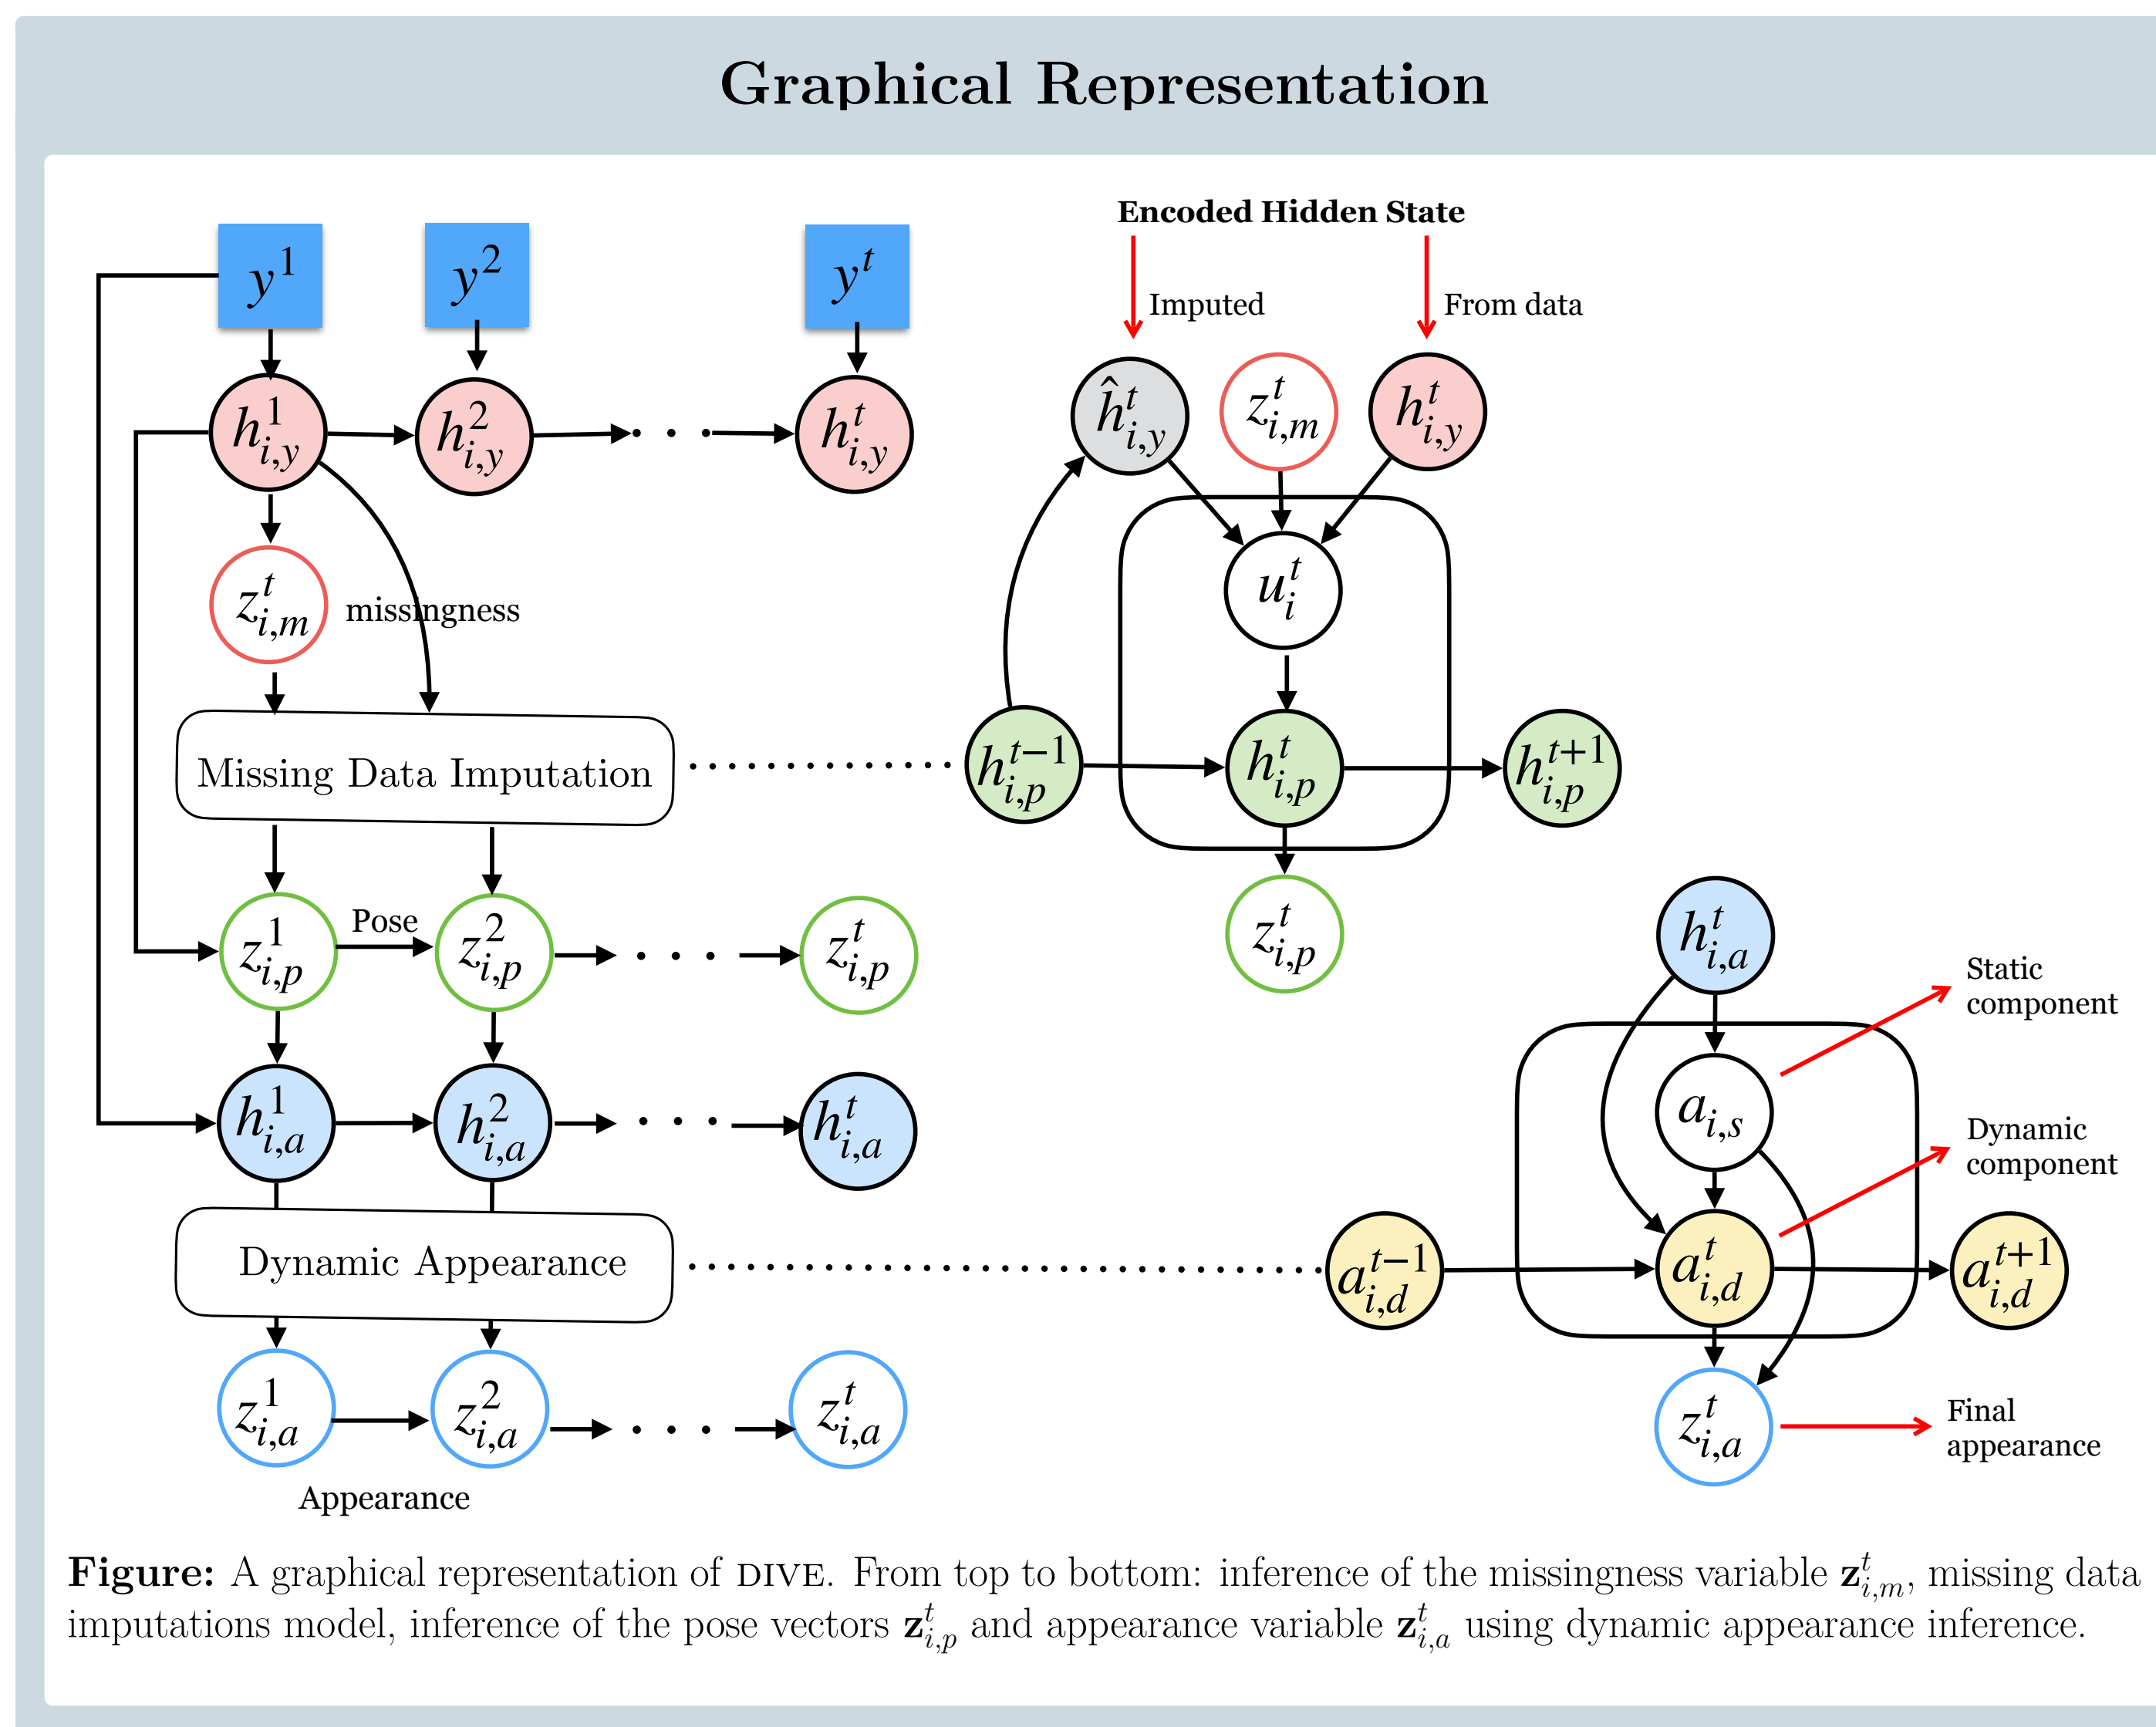 Graphical Representation
Encoded Hidden State
Imputed
From data
y^1
y^2
y^t
h^1_{i,y}
h^2_{i,y}
. . .
h^t_{i,y}
ĥ^t_{i,y}
z^t_{i,m}
h^t_{i,y}
z^t_{i,m}
missingness
u^t_i
Missing Data Imputation
h^{t-1}_{i,p}
h^t_{i,p}
h^{t+1}_{i,p}
z^1_{i,p}
Pose
z^2_{i,p}
. . .
z^t_{i,p}
z^t_{i,p}
h^t_{i,a}
Static
component
h^1_{i,a}
h^2_{i,a}
. . .
h^t_{i,a}
a_{i,s}
Dynamic
component
Dynamic Appearance
a^{t-1}_{i,d}
a^t_{i,d}
a^{t+1}_{i,d}
z^1_{i,a}
z^2_{i,a}
. . .
z^t_{i,a}
z^t_{i,a}
Final
appearance
Appearance
Figure: A graphical representation of DIVE. From top to bottom: inference of the missingness variable z^t_{i,m}, missing data
imputations model, inference of the pose vectors z^t_{i,p} and appearance variable z^t_{i,a} using dynamic appearance inference.